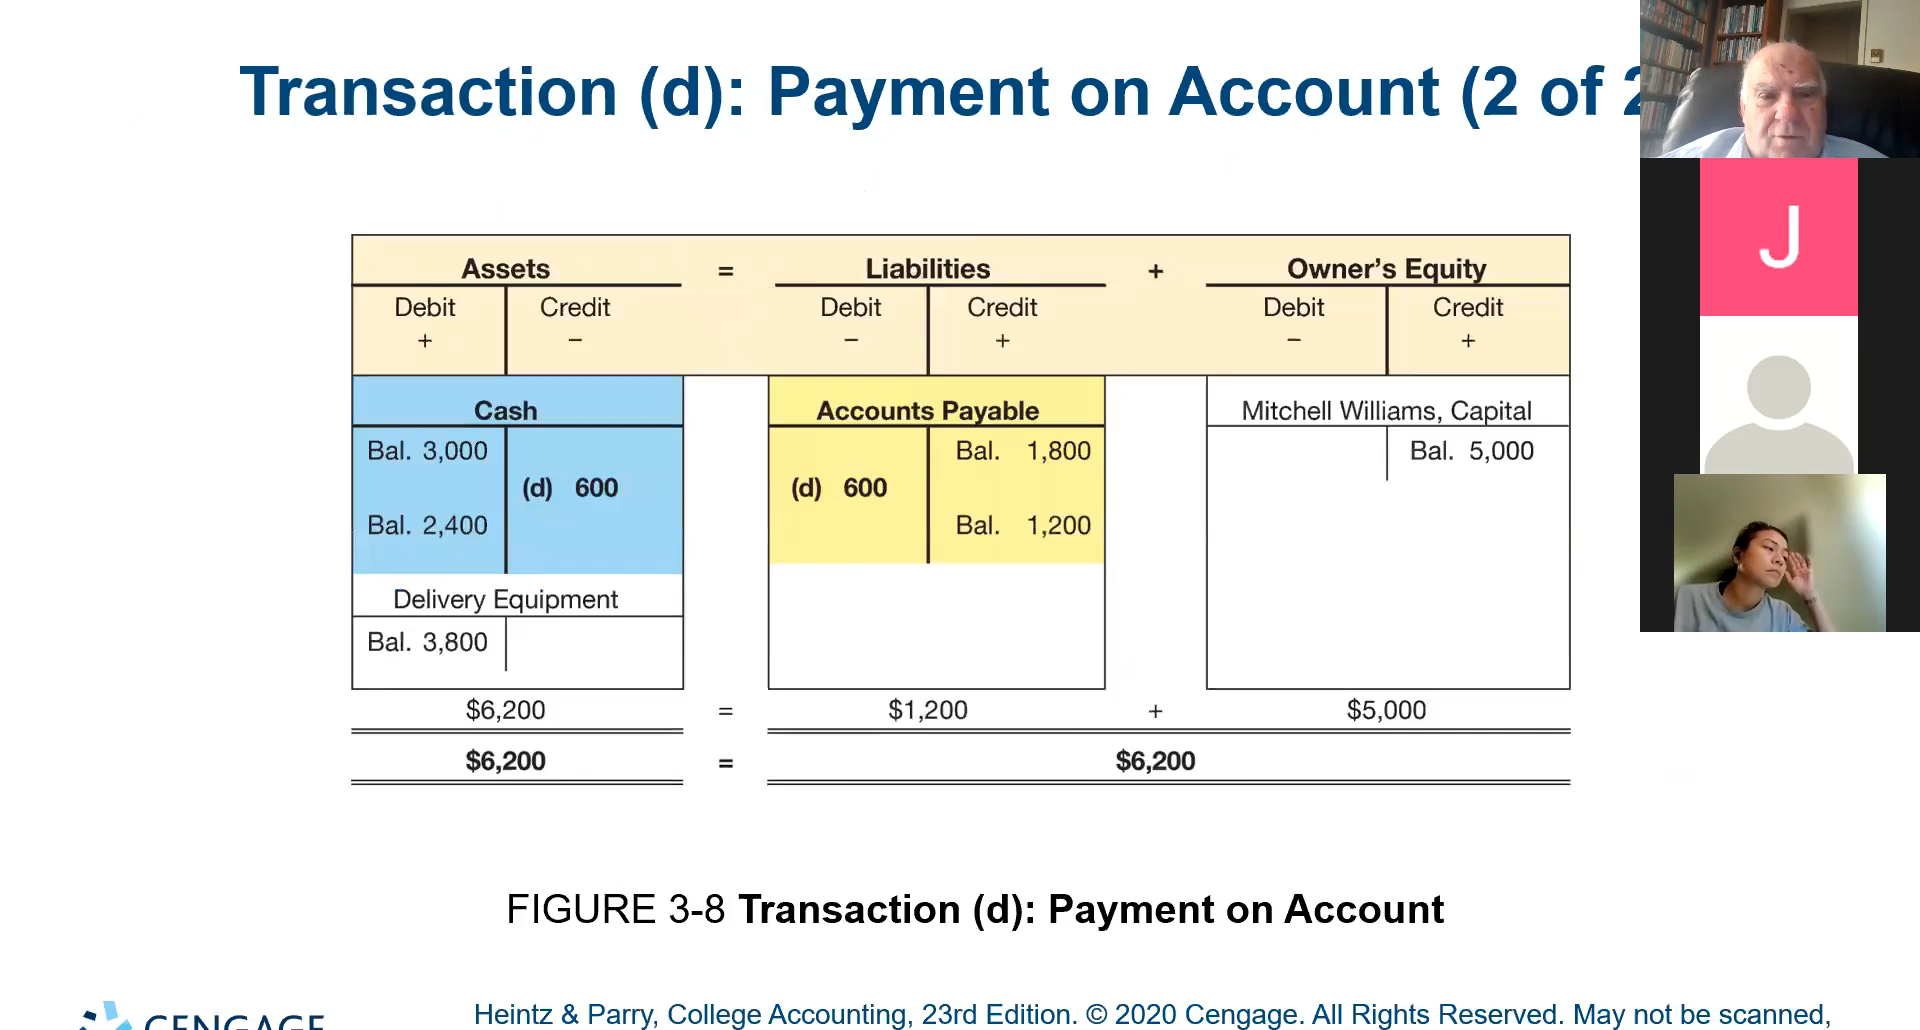 Transaction (d): Payment on Account (2 of 2
Assets = Liabilities + Owner's Equity
Debit Credit Debit Credit Debit Credit
+ − − + − +
Cash Accounts Payable Mitchell Williams, Capital
Bal. 3,000 Bal. 1,800 Bal. 5,000
(d) 600 (d) 600
Bal. 2,400 Bal. 1,200
Delivery Equipment
Bal. 3,800
$6,200 = $1,200 + $5,000
$6,200 = $6,200
FIGURE 3-8 Transaction (d): Payment on Account
CENGAGE
Heintz & Parry, College Accounting, 23rd Edition. © 2020 Cengage. All Rights Reserved. May not be scanned,
J